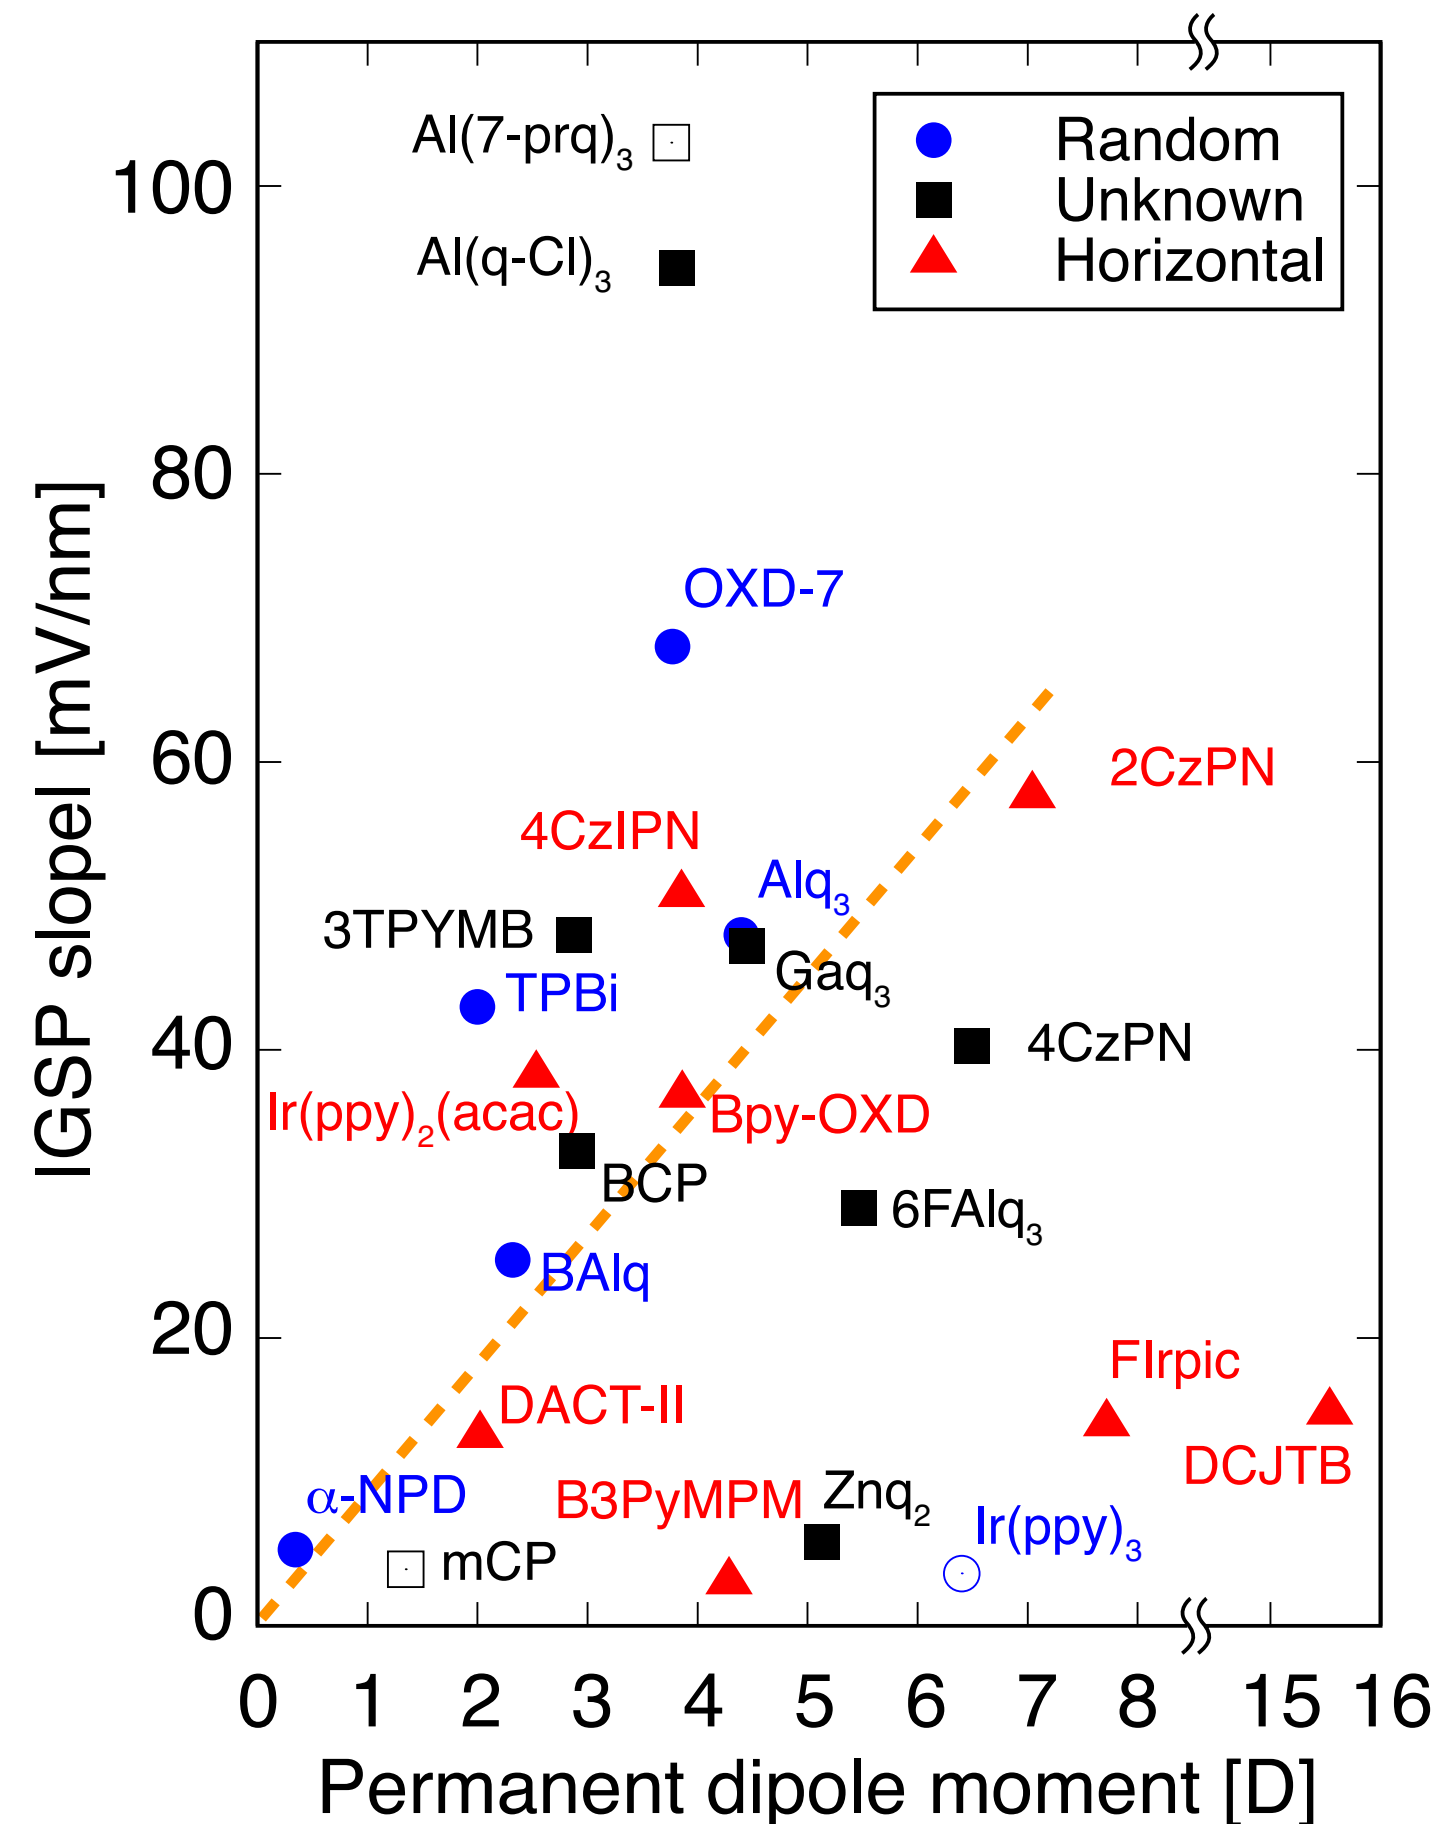 Al(7-prq)3
Random
Unknown
Horizontal
100
Al(q-Cl)3
80
OXD-7
60
2CzPN
4CzIPN
Alq3
3TPYMB
Gaq3
TPBi
40
4CzPN
Ir(ppy)2(acac)
Bpy-OXD
BCP
6FAlq3
BAlq
20
FIrpic
DACT-II
DCJTB
α-NPD
B3PyMPM
Znq2
Ir(ppy)3
mCP
0
0 1 2 3 4 5 6 7 8 15 16
Permanent dipole moment [D]
|GSP slope| [mV/nm]